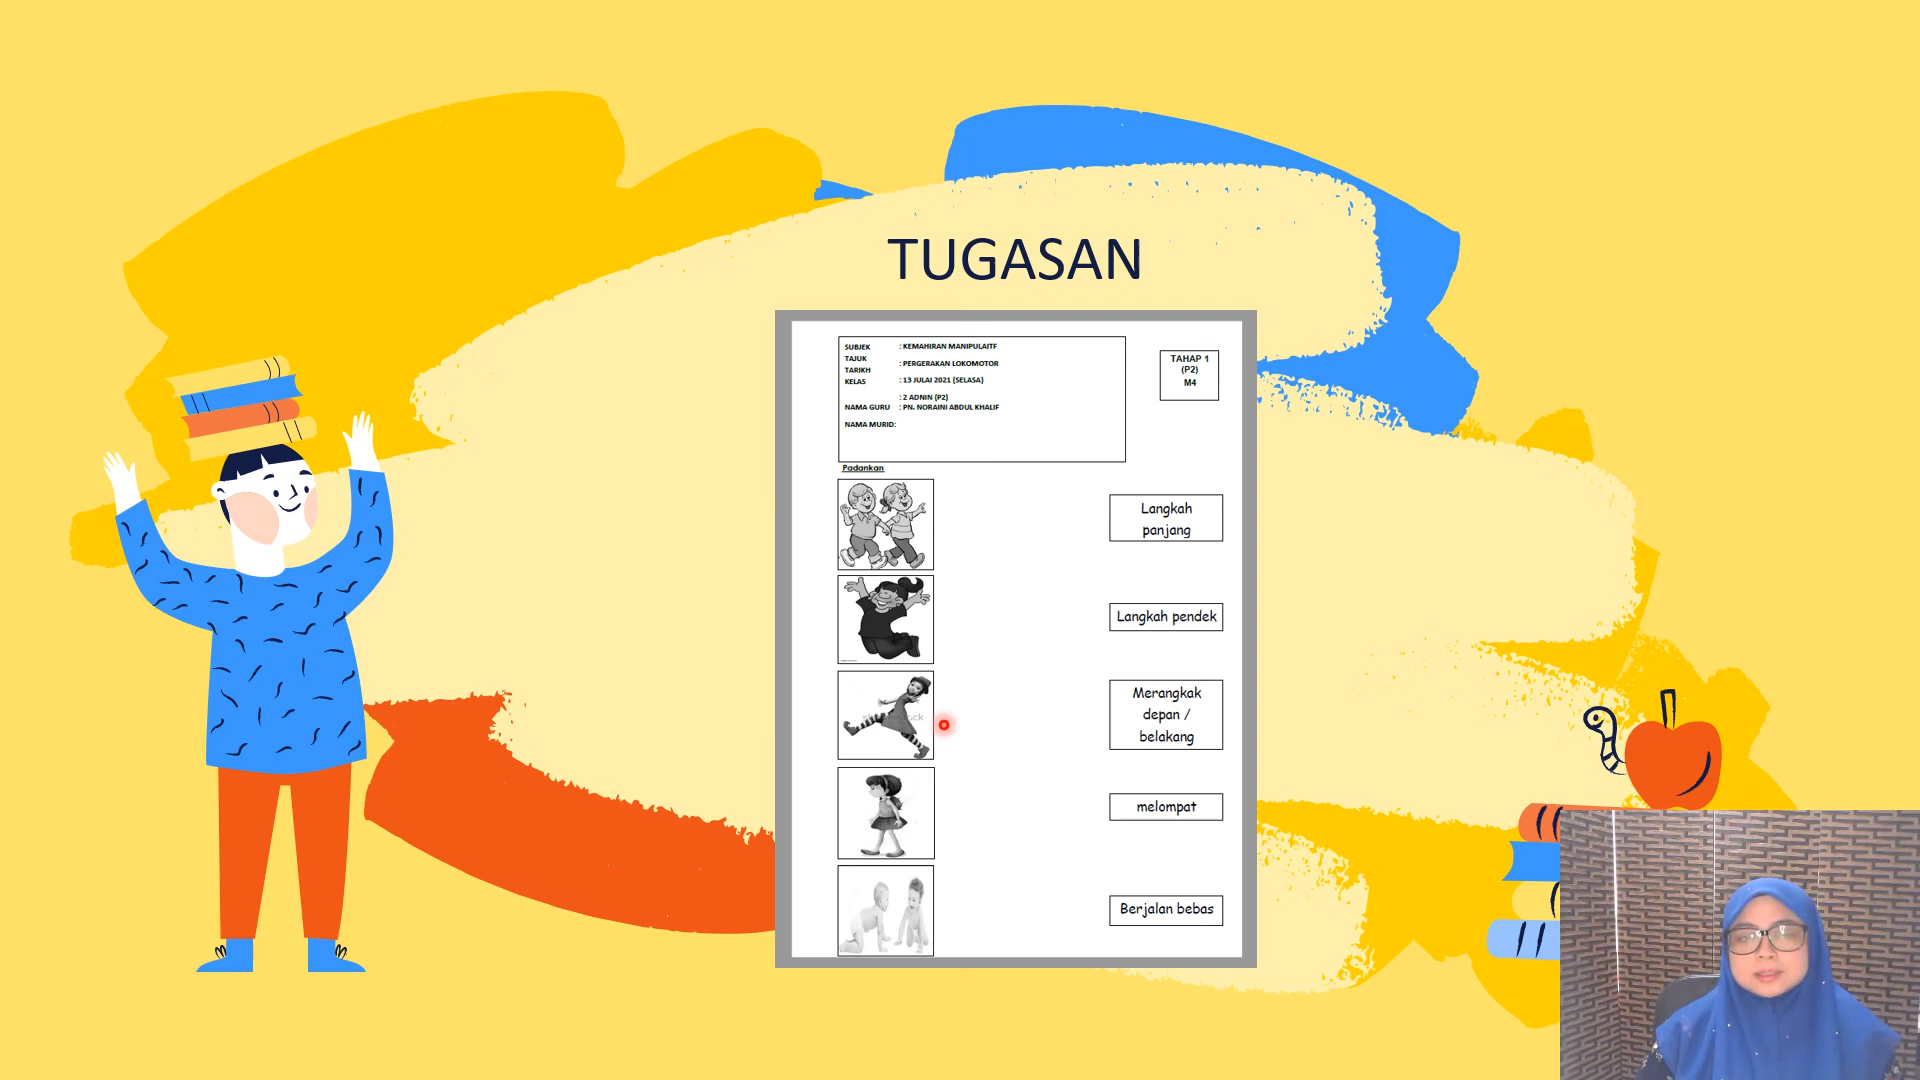 TUGASAN
SUBJEK : KEMAHIRAN MANIPULAITF
TAJUK : PERGERAKAN LOKOMOTOR
TARIKH : 13 JULAI 2021 (SELASA)
KELAS : 2 ADNIN (P2)
NAMA GURU : PN. NORAINI ABDUL KHALIF
NAMA MURID:
TAHAP 1
(P2)
M4
Padankan
Langkah
panjang
Langkah pendek
Merangkak
depan /
belakang
melompat
Berjalan bebas